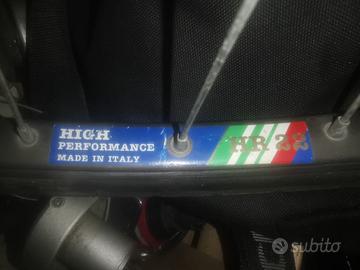 HIGH
PERFORMANCE
MADE IN ITALY
HR 22
subito